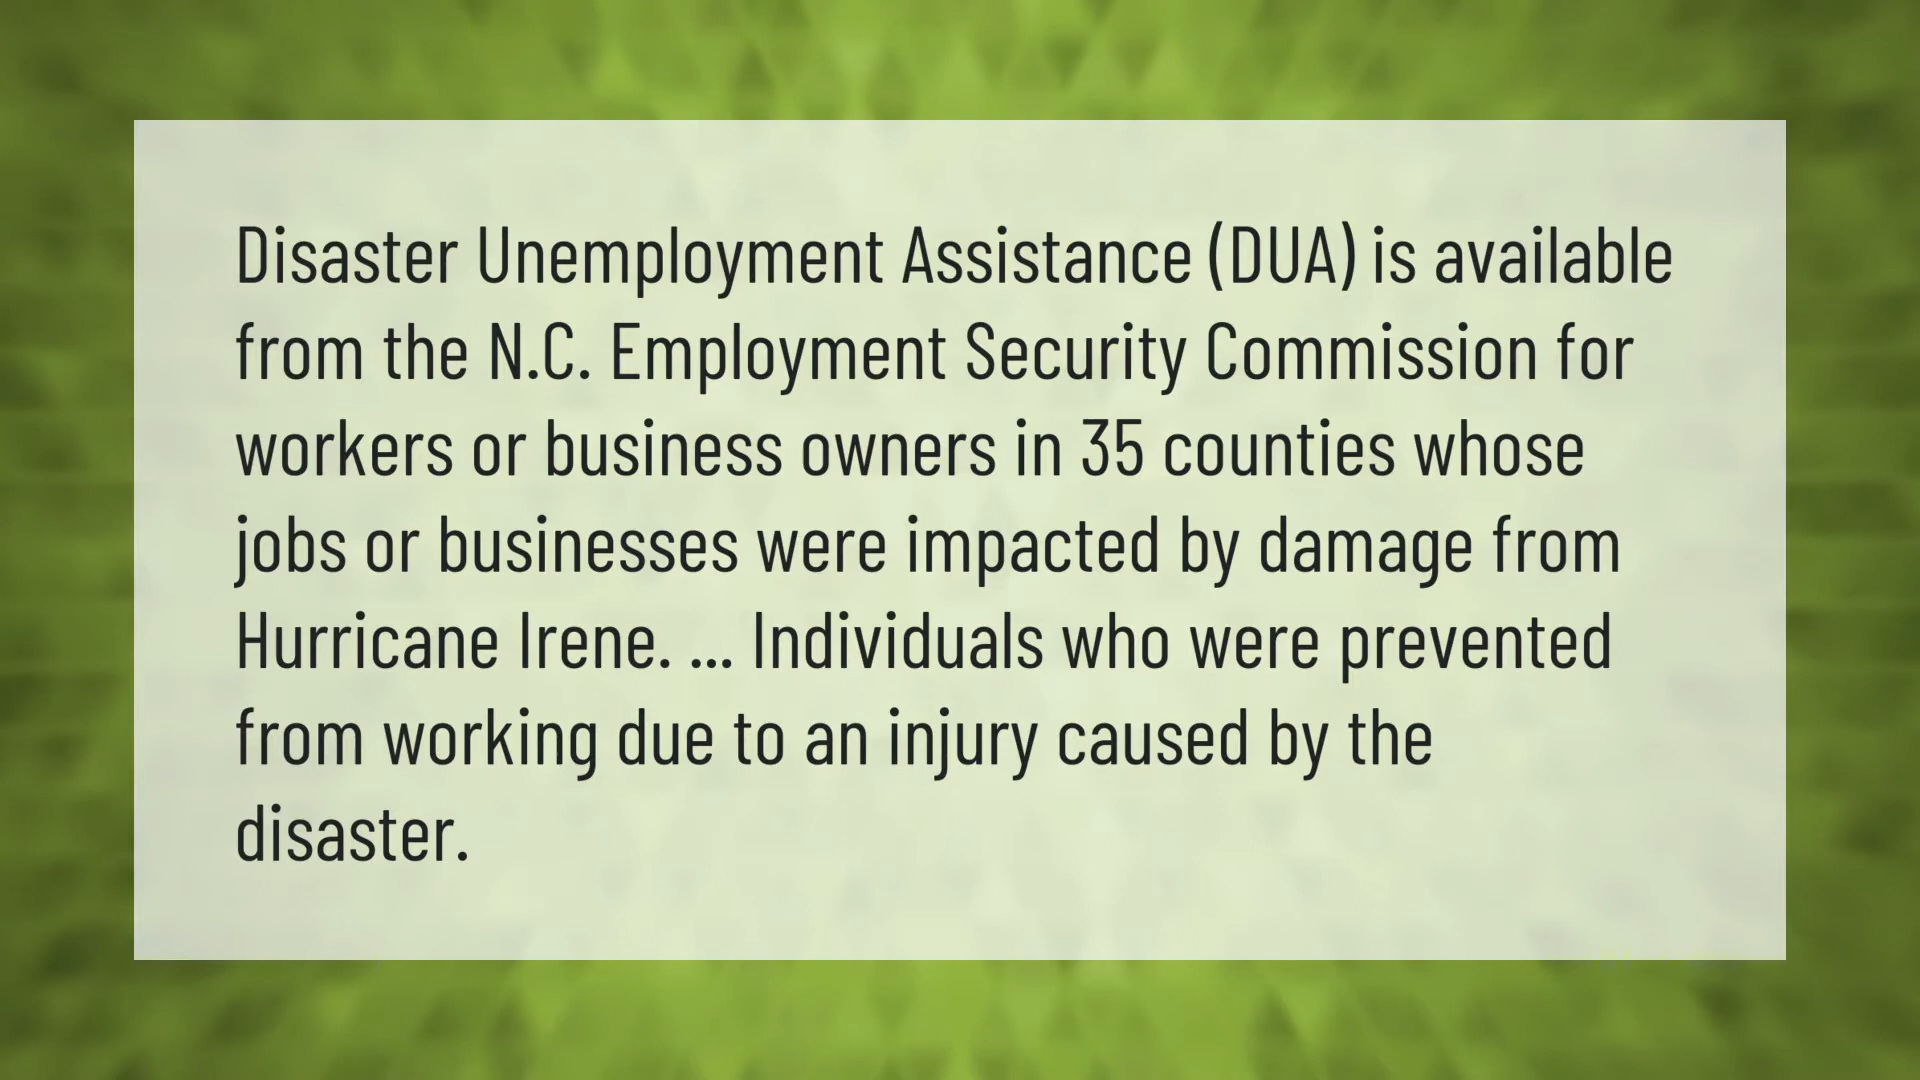 Disaster Unemployment Assistance (DUA) is available
from the N.C. Employment Security Commission for
workers or business owners in 35 counties whose
jobs or businesses were impacted by damage from
Hurricane Irene. ... Individuals who were prevented
from working due to an injury caused by the
disaster.